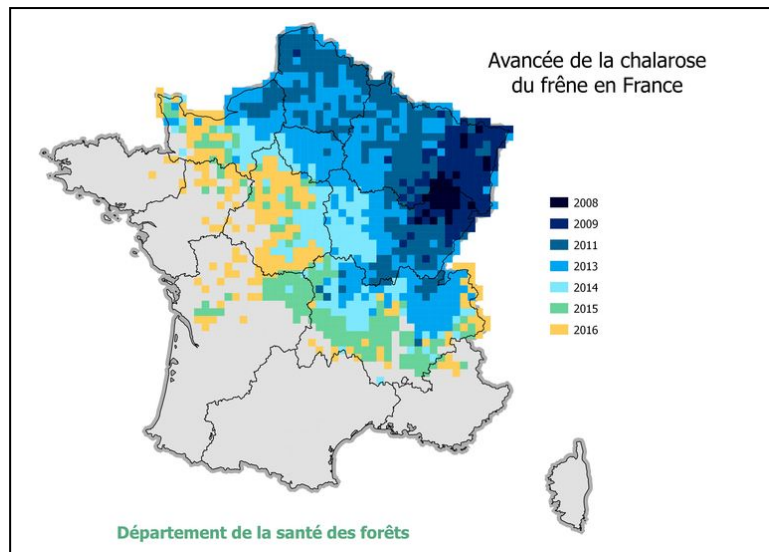 Avancée de la chalarose
du frêne en France
2008
2009
2011
2013
2014
2015
2016
Département de la santé des forêts